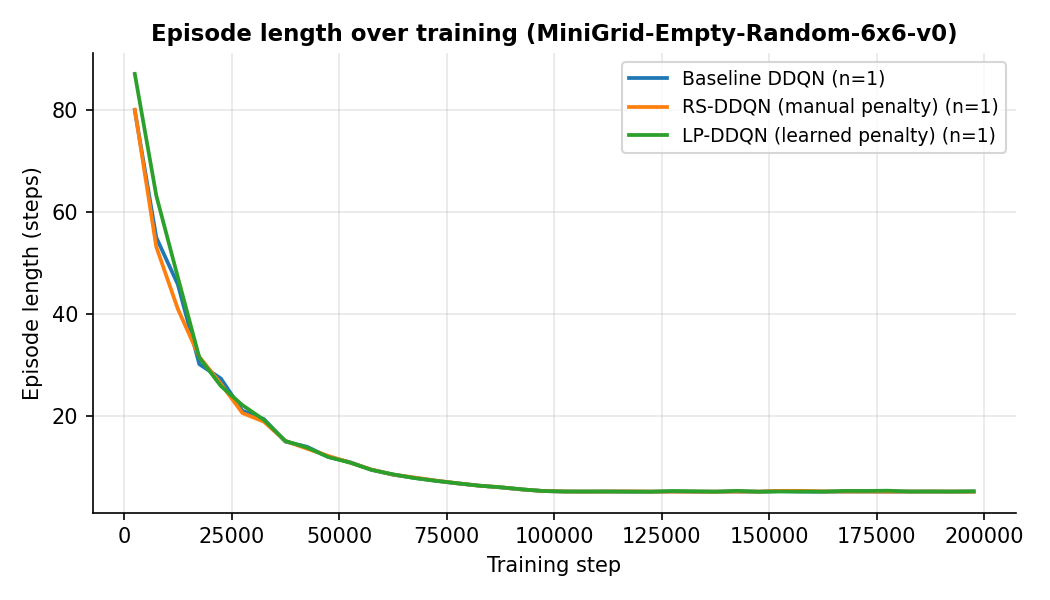 Episode length over training (MiniGrid-Empty-Random-6x6-v0)
Baseline DDQN (n=1)
RS-DDQN (manual penalty) (n=1)
LP-DDQN (learned penalty) (n=1)
Episode length (steps)
80
60
40
20
0 25000 50000 75000 100000 125000 150000 175000 200000
Training step